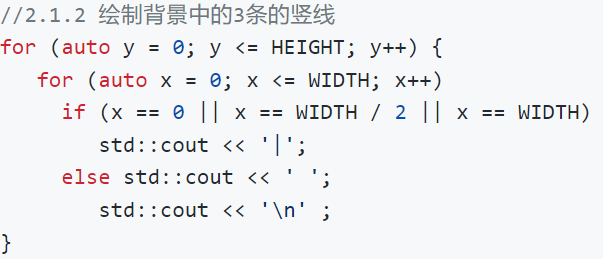 //2.1.2 绘制背景中的3条的竖线
for (auto y = 0; y <= HEIGHT; y++) {
   for (auto x = 0; x <= WIDTH; x++)
     if (x == 0 || x == WIDTH / 2 || x == WIDTH)
        std::cout << '|';
     else std::cout << ' ';
        std::cout << '\n' ;
}